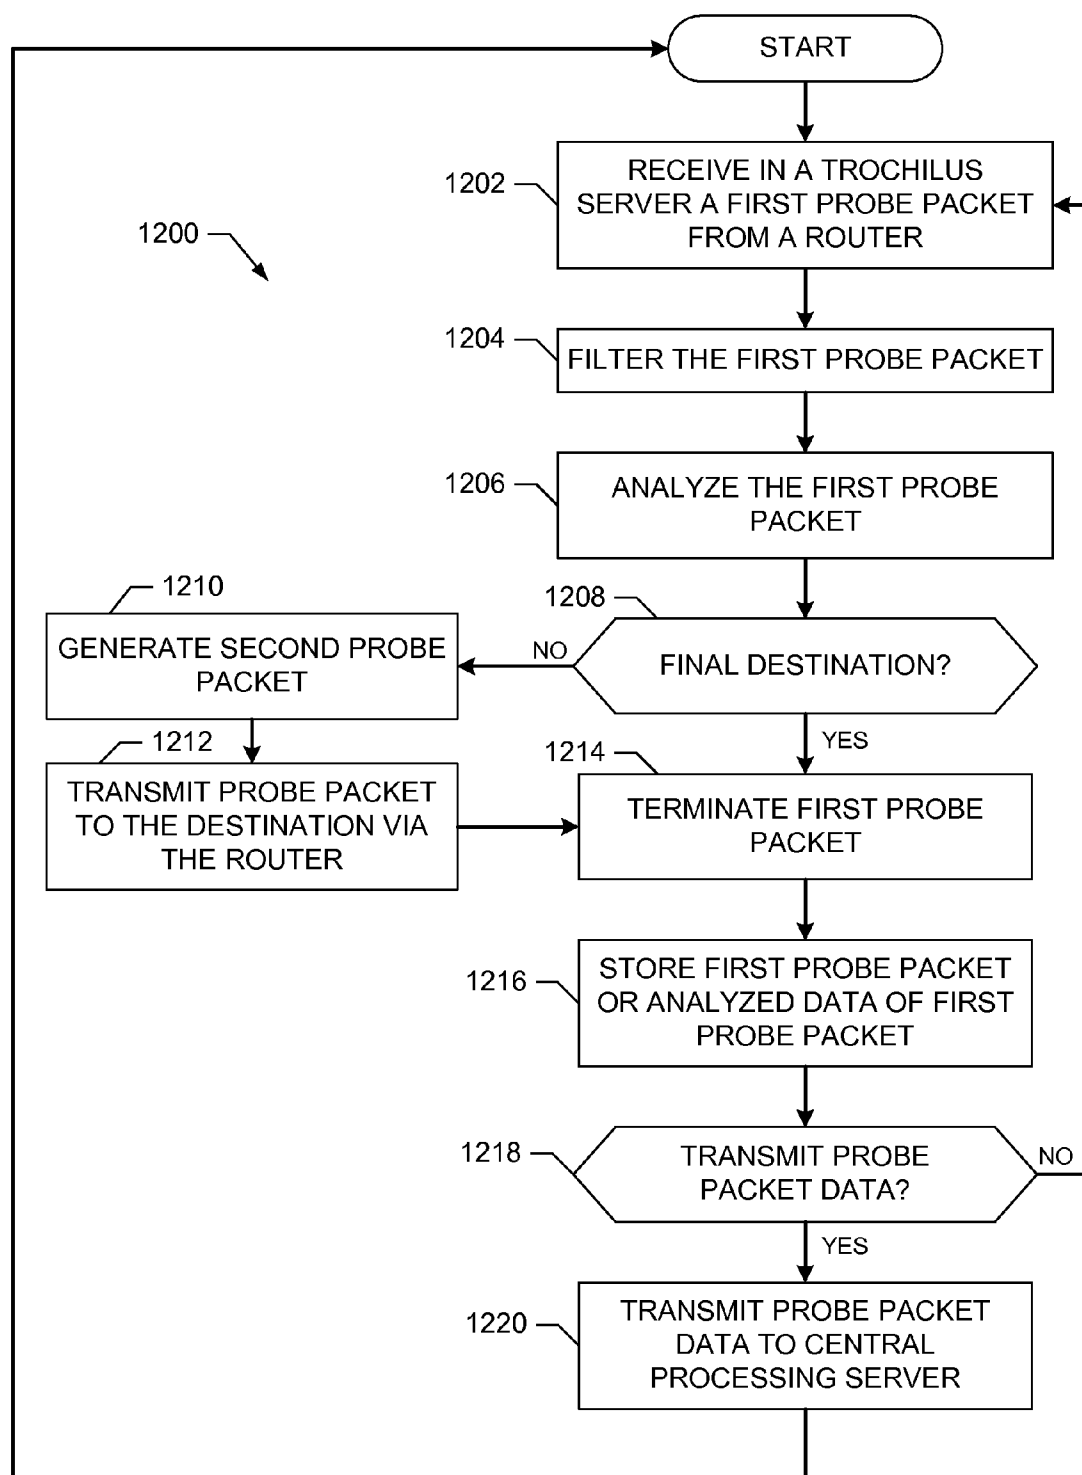 START
1202
RECEIVE IN A TROCHILUS
SERVER A FIRST PROBE PACKET
FROM A ROUTER
1200
1204
FILTER THE FIRST PROBE PACKET
1206
ANALYZE THE FIRST PROBE
PACKET
1208
FINAL DESTINATION?
NO
YES
1210
GENERATE SECOND PROBE
PACKET
1212
TRANSMIT PROBE PACKET
TO THE DESTINATION VIA
THE ROUTER
1214
TERMINATE FIRST PROBE
PACKET
1216
STORE FIRST PROBE PACKET
OR ANALYZED DATA OF FIRST
PROBE PACKET
1218
TRANSMIT PROBE
PACKET DATA?
NO
YES
1220
TRANSMIT PROBE PACKET
DATA TO CENTRAL
PROCESSING SERVER